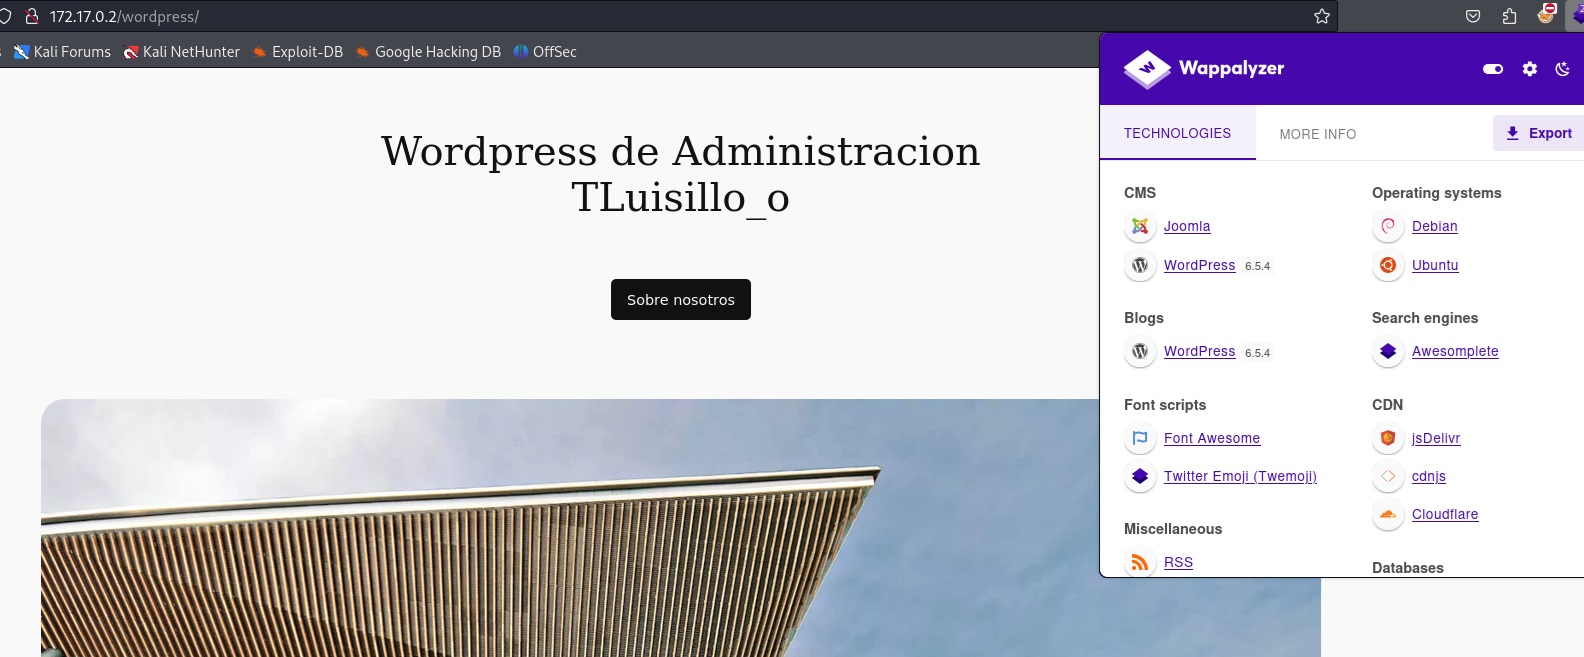 172.17.0.2/wordpress/
Kali Forums Kali NetHunter Exploit-DB Google Hacking DB OffSec
Wordpress de Administracion
TLuisillo_o
Sobre nosotros
Wappalyzer
TECHNOLOGIES MORE INFO Export
CMS
Joomla
WordPress 6.5.4
Blogs
WordPress 6.5.4
Font scripts
Font Awesome
Twitter Emoji (Twemoji)
Miscellaneous
RSS
Operating systems
Debian
Ubuntu
Search engines
Awesomplete
CDN
jsDelivr
cdnjs
Cloudflare
Databases